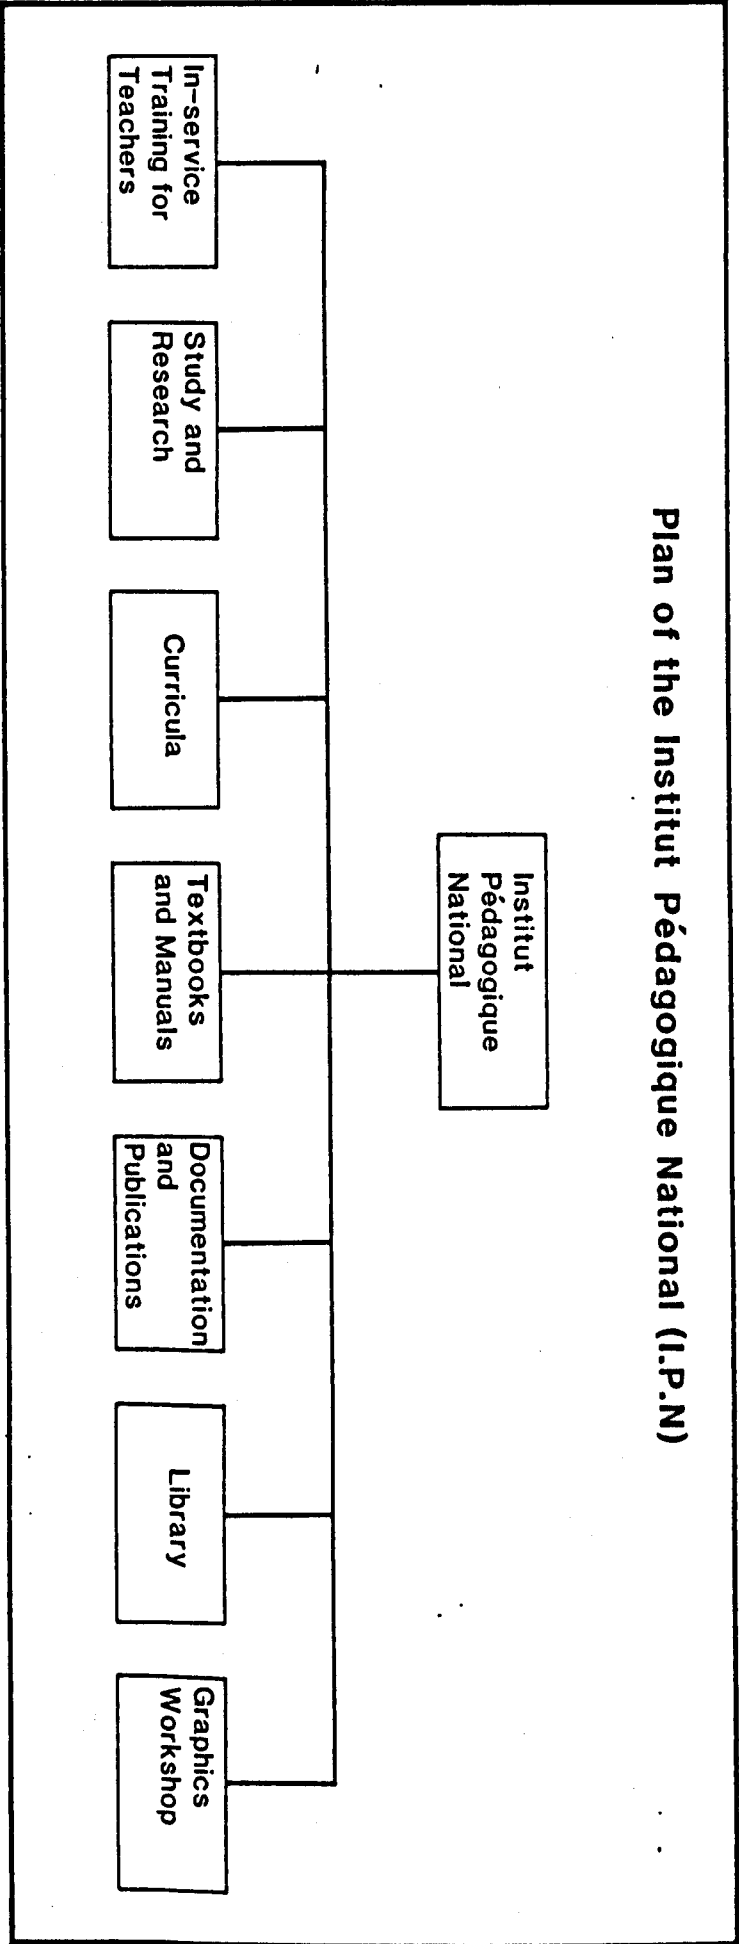 Plan of the Institut Pédagogique National (I.P.N)
Institut
Pédagogique
National
In-service
Training for
Teachers
Study and
Research
Curricula
Textbooks
and Manuals
Documentation
and
Publications
Library
Graphics
Workshop